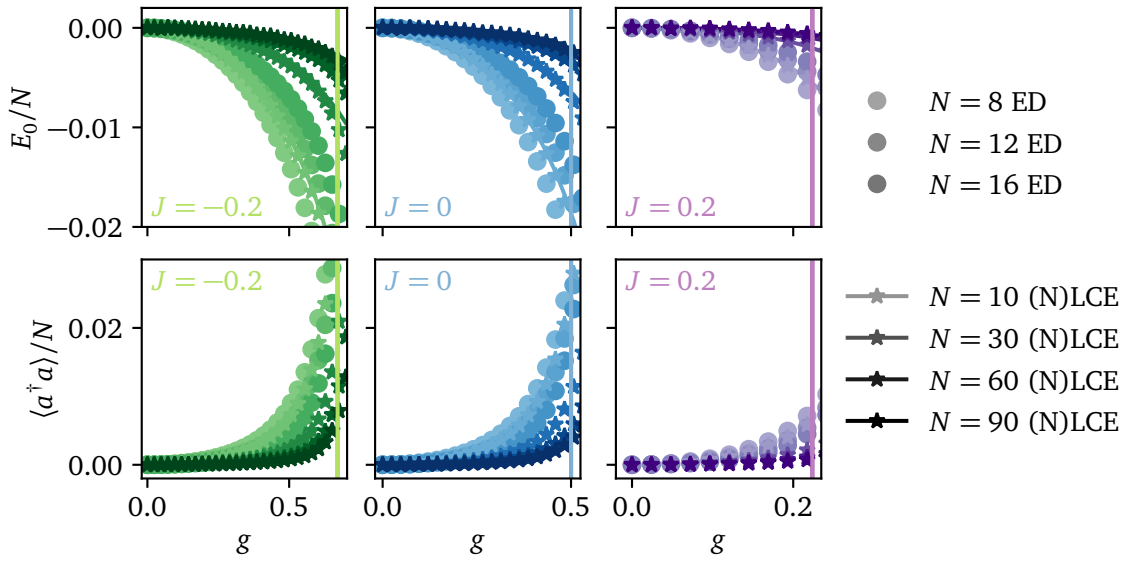 0.00
−0.01
−0.02
E₀/N
J = −0.2
J = 0
J = 0.2
N = 8 ED
N = 12 ED
N = 16 ED
0.02
0.00
⟨a†a⟩/N
J = −0.2
J = 0
J = 0.2
N = 10 (N)LCE
N = 30 (N)LCE
N = 60 (N)LCE
N = 90 (N)LCE
0.0 0.5
0.0 0.5
0.0 0.2
g
g
g